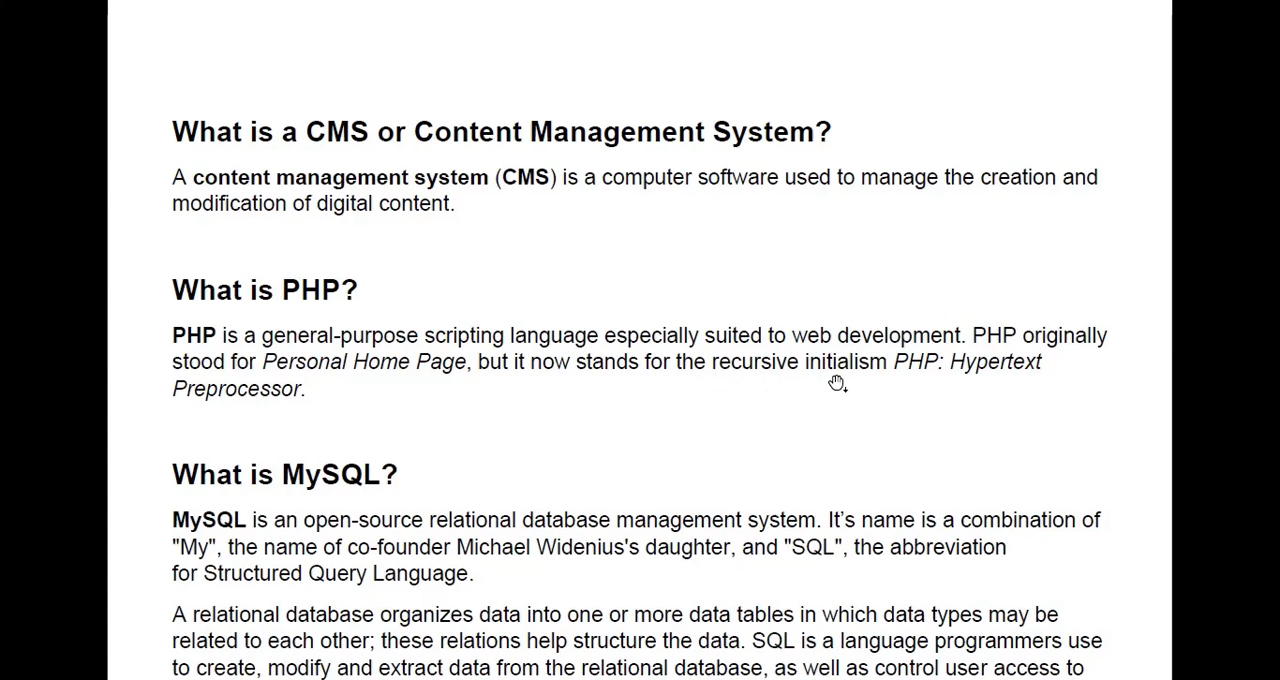 What is a CMS or Content Management System?
A content management system (CMS) is a computer software used to manage the creation and
modification of digital content.
What is PHP?
PHP is a general-purpose scripting language especially suited to web development. PHP originally
stood for Personal Home Page, but it now stands for the recursive initialism PHP: Hypertext
Preprocessor.
What is MySQL?
MySQL is an open-source relational database management system. It’s name is a combination of
"My", the name of co-founder Michael Widenius's daughter, and "SQL", the abbreviation
for Structured Query Language.
A relational database organizes data into one or more data tables in which data types may be
related to each other; these relations help structure the data. SQL is a language programmers use
to create, modify and extract data from the relational database, as well as control user access to